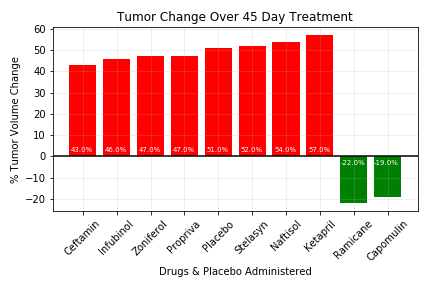 Tumor Change Over 45 Day Treatment
% Tumor Volume Change
60
50
40
30
20
10
0
−10
−20
43.0% 46.0% 47.0% 47.0% 51.0% 52.0% 54.0% 57.0% -22.0% -19.0%
Ceftamin Infubinol Zoniferol Propriva Placebo Stelasyn Naftisol Ketapril Ramicane Capomulin
Drugs & Placebo Administered